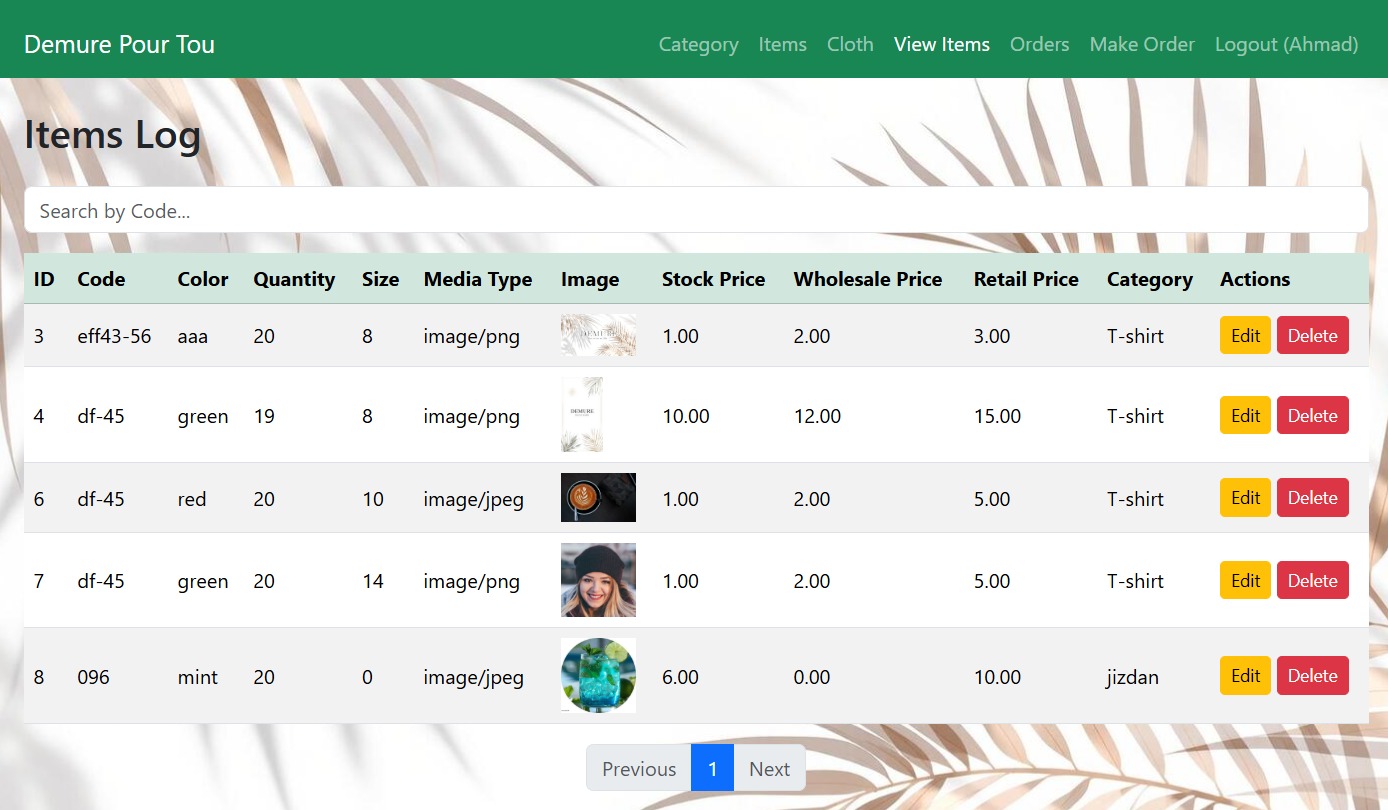 Demure Pour Tou
Category Items Cloth View Items Orders Make Order Logout (Ahmad)
Items Log
Search by Code...
ID Code Color Quantity Size Media Type Image Stock Price Wholesale Price Retail Price Category Actions
3 eff43-56 aaa 20 8 image/png DEMURE 1.00 2.00 3.00 T-shirt Edit Delete
4 df-45 green 19 8 image/png DEMURE 10.00 12.00 15.00 T-shirt Edit Delete
6 df-45 red 20 10 image/jpeg 1.00 2.00 5.00 T-shirt Edit Delete
7 df-45 green 20 14 image/png 1.00 2.00 5.00 T-shirt Edit Delete
8 096 mint 20 0 image/jpeg 6.00 0.00 10.00 jizdan Edit Delete
Previous 1 Next